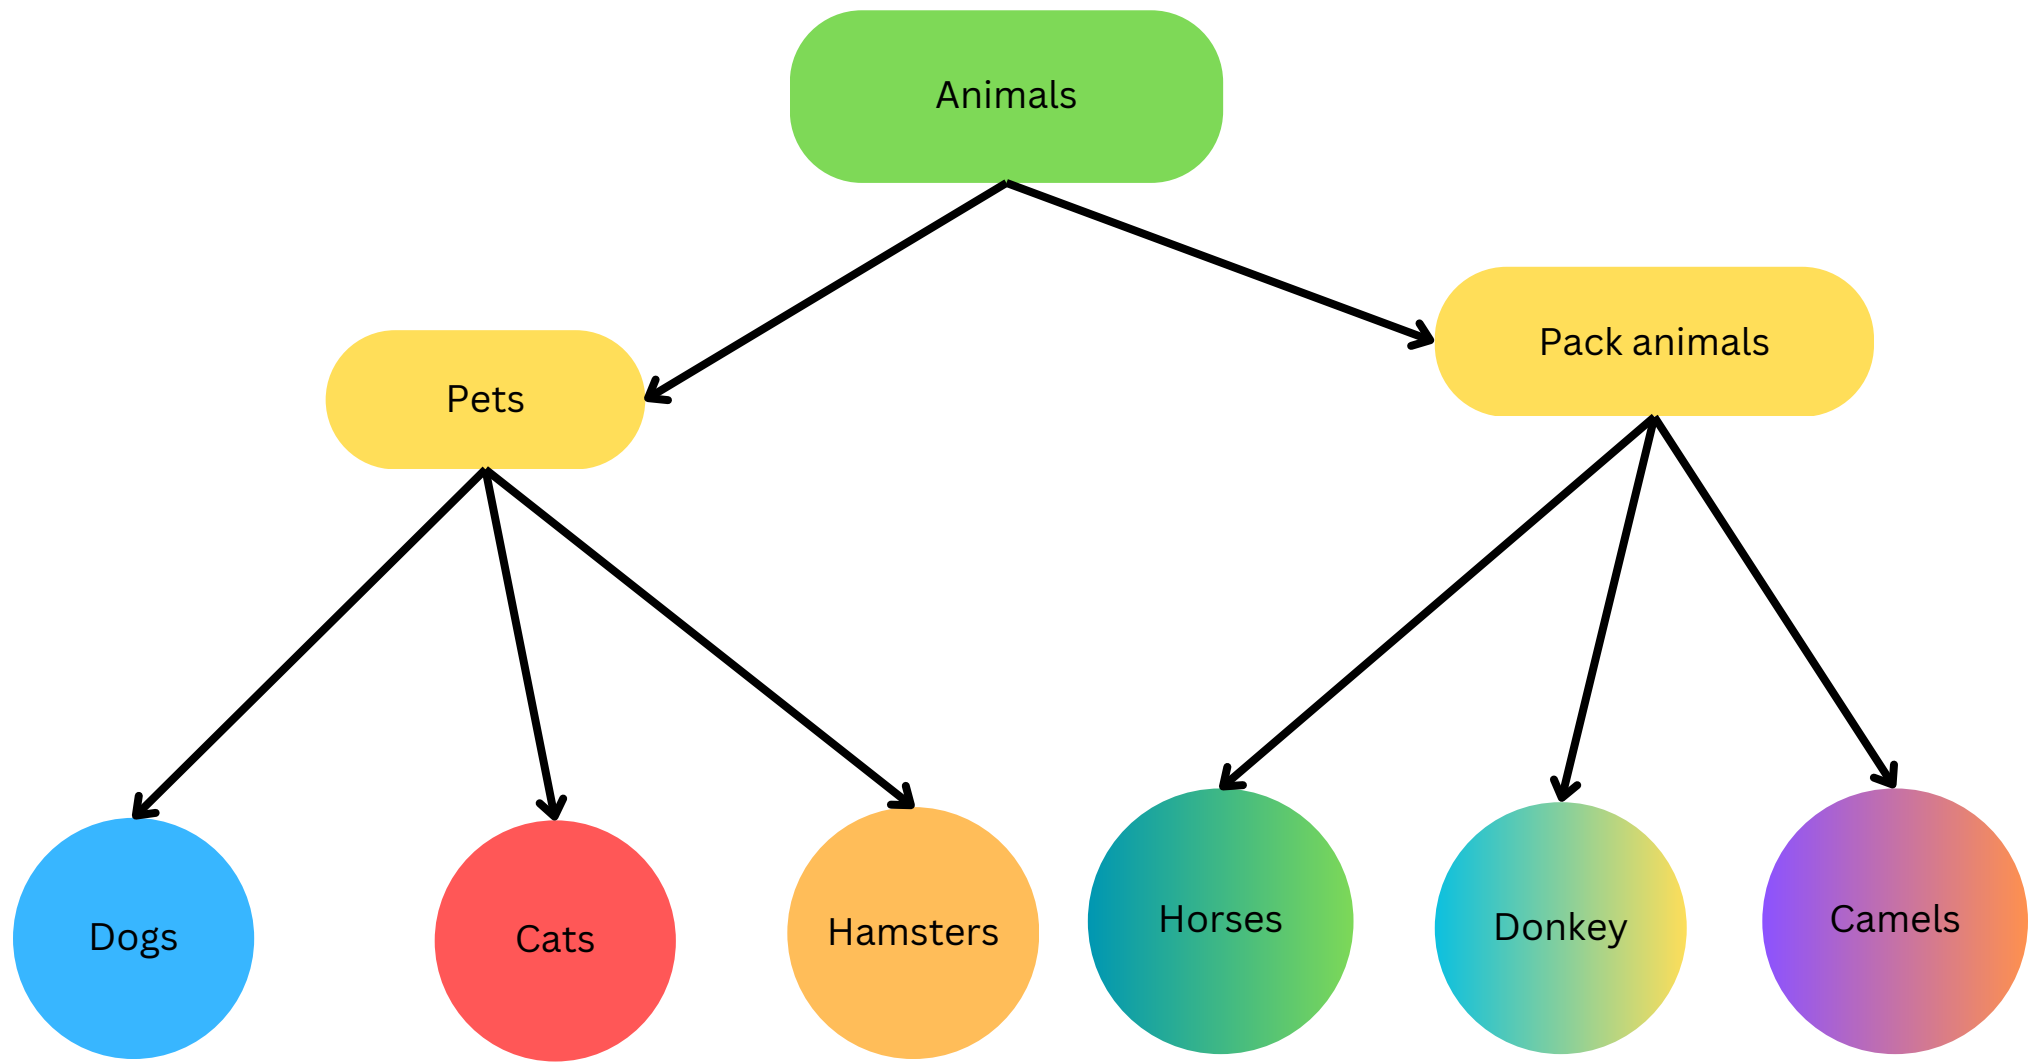 Animals
Pack animals
Pets
Dogs
Cats
Hamsters
Horses
Donkey
Camels